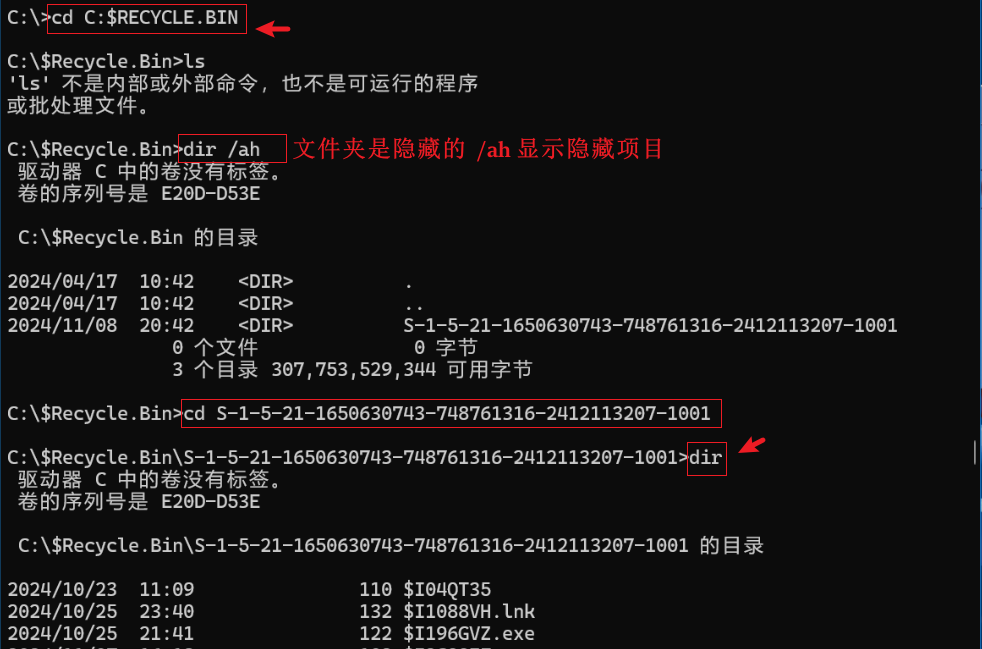 C:\>cd C:$RECYCLE.BIN
C:\$Recycle.Bin>ls
'ls' 不是内部或外部命令，也不是可运行的程序
或批处理文件。
C:\$Recycle.Bin>dir /ah 文件夹是隐藏的 /ah 显示隐藏项目
驱动器 C 中的卷没有标签。
卷的序列号是 E20D-D53E
C:\$Recycle.Bin 的目录
2024/04/17 10:42 <DIR> .
2024/04/17 10:42 <DIR> ..
2024/11/08 20:42 <DIR> S-1-5-21-1650630743-748761316-2412113207-1001
0 个文件 0 字节
3 个目录 307,753,529,344 可用字节
C:\$Recycle.Bin>cd S-1-5-21-1650630743-748761316-2412113207-1001
C:\$Recycle.Bin\S-1-5-21-1650630743-748761316-2412113207-1001>dir
驱动器 C 中的卷没有标签。
卷的序列号是 E20D-D53E
C:\$Recycle.Bin\S-1-5-21-1650630743-748761316-2412113207-1001 的目录
2024/10/23 11:09 110 $I04QT35
2024/10/25 23:40 132 $I1088VH.lnk
2024/10/25 21:41 122 $I196GVZ.exe